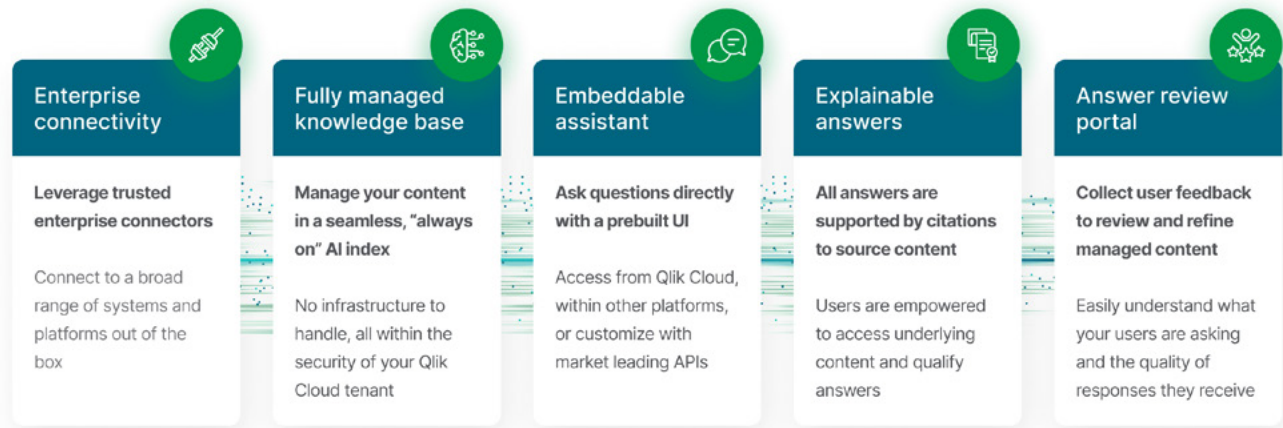 Enterprise
connectivity
Leverage trusted
enterprise connectors
Connect to a broad
range of systems and
platforms out of the
box
Fully managed
knowledge base
Manage your content
in a seamless, “always
on” AI index
No infrastructure to
handle, all within the
security of your Qlik
Cloud tenant
Embeddable
assistant
Ask questions directly
with a prebuilt UI
Access from Qlik Cloud,
within other platforms,
or customize with
market leading APIs
Explainable
answers
All answers are
supported by citations
to source content
Users are empowered
to access underlying
content and qualify
answers
Answer review
portal
Collect user feedback
to review and refine
managed content
Easily understand what
your users are asking
and the quality of
responses they receive